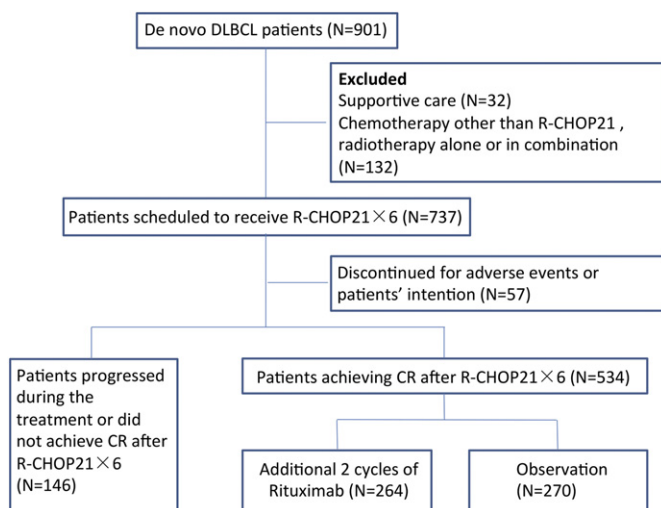 De novo DLBCL patients (N=901)
Excluded
Supportive care (N=32)
Chemotherapy other than R-CHOP21 ,
radiotherapy alone or in combination
(N=132)
Patients scheduled to receive R-CHOP21×6 (N=737)
Discontinued for adverse events or
patients’ intention (N=57)
Patients progressed
during the
treatment or did
not achieve CR after
R-CHOP21×6
(N=146)
Patients achieving CR after R-CHOP21×6 (N=534)
Additional 2 cycles of
Rituximab (N=264)
Observation
(N=270)